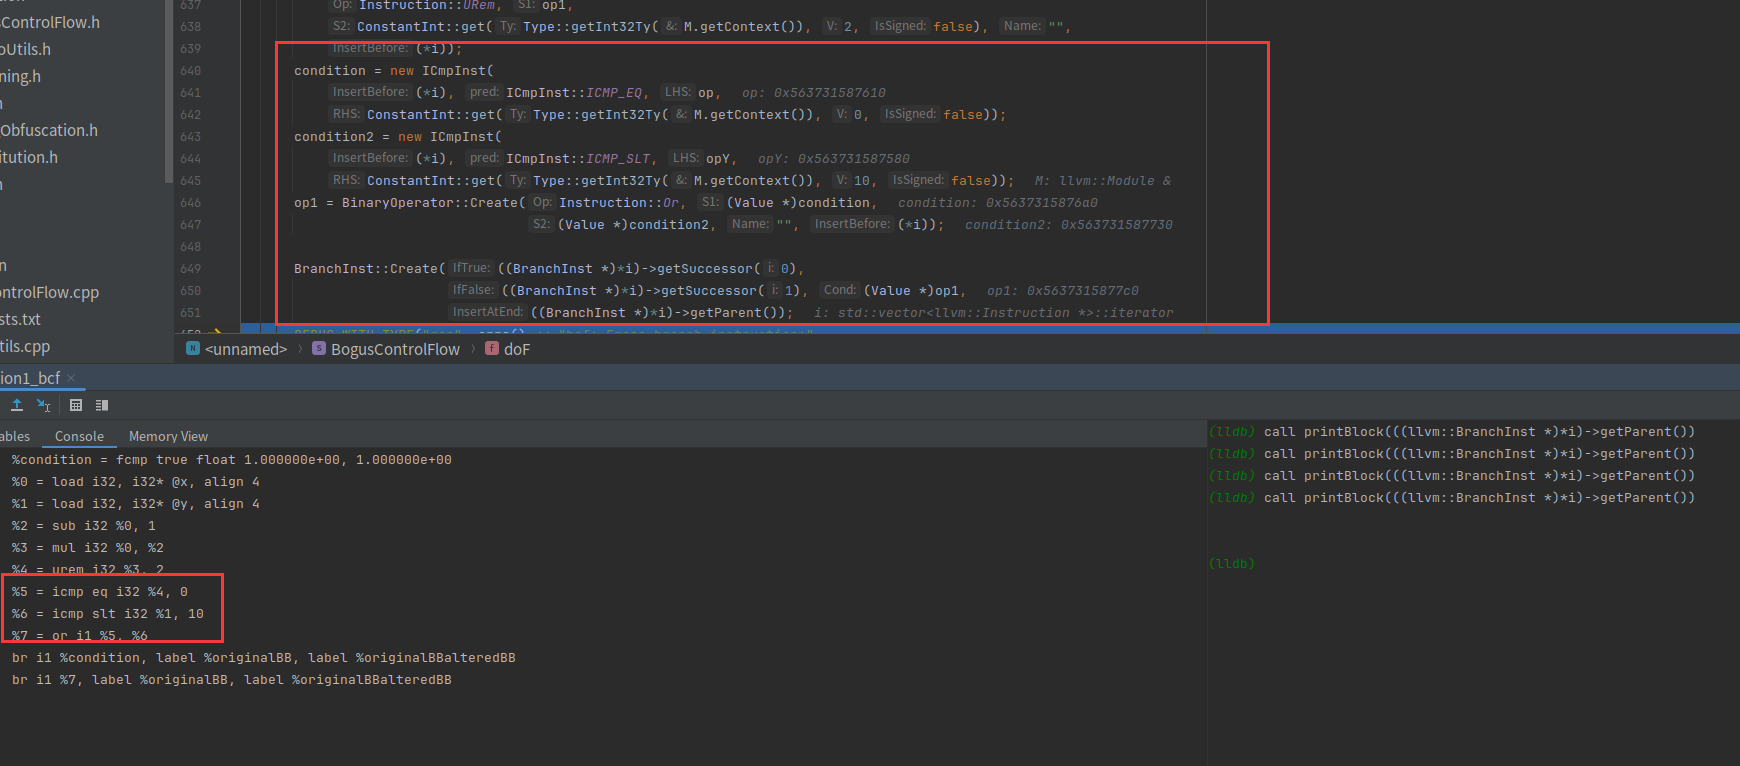 637 Op: Instruction::URem, S1: op1,
638 S2: ConstantInt::get( Ty: Type::getInt32Ty( &: M.getContext()), V: 2, IsSigned: false), Name: "",
639 InsertBefore: (*i));
640 condition = new ICmpInst(
641 InsertBefore: (*i), pred: ICmpInst::ICMP_EQ, LHS: op, op: 0x563731587610
642 RHS: ConstantInt::get( Ty: Type::getInt32Ty( &: M.getContext()), V: 0, IsSigned: false));
643 condition2 = new ICmpInst(
644 InsertBefore: (*i), pred: ICmpInst::ICMP_SLT, LHS: opY, opY: 0x563731587580
645 RHS: ConstantInt::get( Ty: Type::getInt32Ty( &: M.getContext()), V: 10, IsSigned: false)); M: llvm::Module &
646 op1 = BinaryOperator::Create( Op: Instruction::Or, S1: (Value *)condition, condition: 0x5637315876a0
647 S2: (Value *)condition2, Name: "", InsertBefore: (*i)); condition2: 0x563731587730
648
649 BranchInst::Create( IfTrue: ((BranchInst *)*i)->getSuccessor( i: 0),
650 IfFalse: ((BranchInst *)*i)->getSuccessor( i: 1), Cond: (Value *)op1, op1: 0x5637315877c0
651 InsertAtEnd: ((BranchInst *)*i)->getParent()); i: std::vector<llvm::Instruction *>::iterator
sControlFlow.h
oUtils.h
ning.h
n
Obfuscation.h
itution.h
n
n
ontrolFlow.cpp
sts.txt
tils.cpp
N <unnamed> › S BogusControlFlow › f doF
ion1_bcf ×
ables Console Memory View
%condition = fcmp true float 1.000000e+00, 1.000000e+00
%0 = load i32, i32* @x, align 4
%1 = load i32, i32* @y, align 4
%2 = sub i32 %0, 1
%3 = mul i32 %0, %2
%4 = urem i32 %3, 2
%5 = icmp eq i32 %4, 0
%6 = icmp slt i32 %1, 10
%7 = or i1 %5, %6
br i1 %condition, label %originalBB, label %originalBBalteredBB
br i1 %7, label %originalBB, label %originalBBalteredBB
(lldb) call printBlock(((llvm::BranchInst *)*i)->getParent())
(lldb) call printBlock(((llvm::BranchInst *)*i)->getParent())
(lldb) call printBlock(((llvm::BranchInst *)*i)->getParent())
(lldb) call printBlock(((llvm::BranchInst *)*i)->getParent())
(lldb)